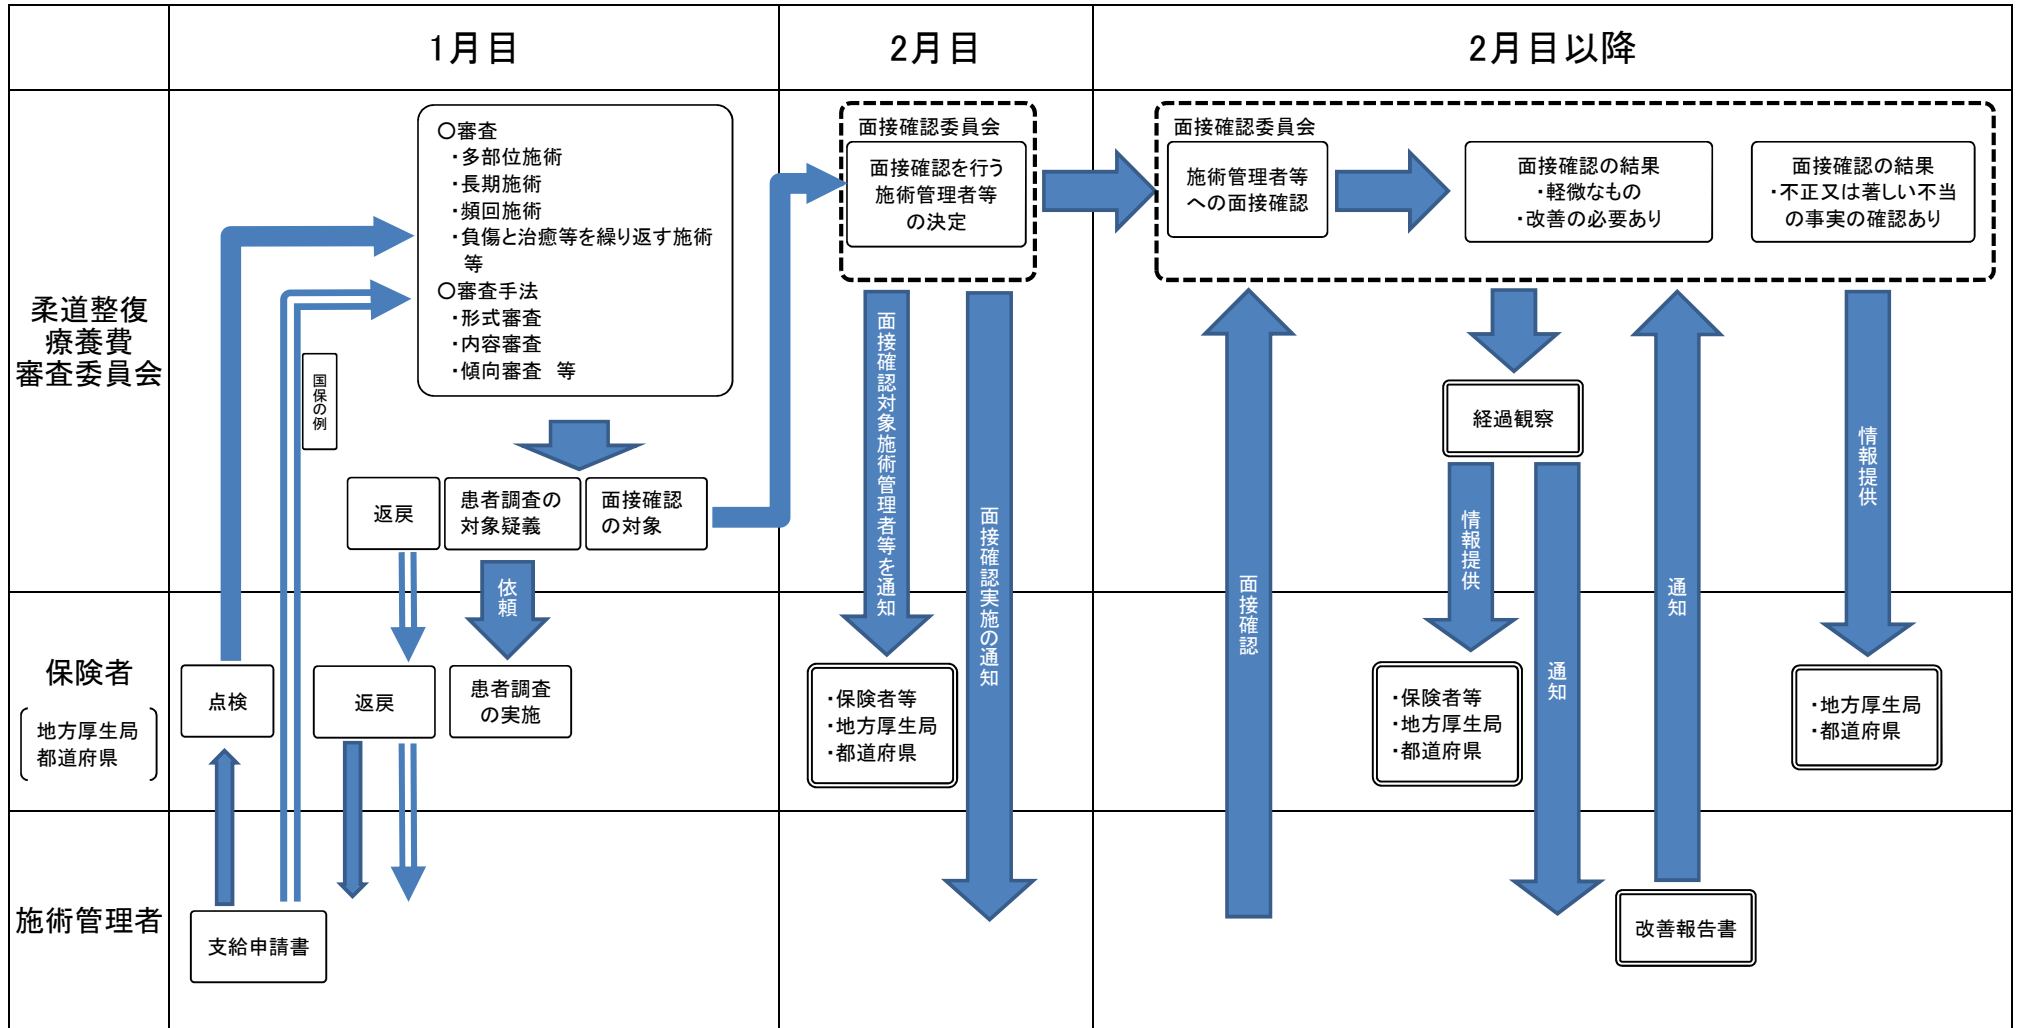 1月目
2月目
2月目以降
柔道整復
療養費
審査委員会
〇審査
・多部位施術
・長期施術
・頻回施術
・負傷と治癒等を繰り返す施術
等
〇審査手法
・形式審査
・内容審査
・傾向審査　等
国保の例
返戻
患者調査の
対象疑義
面接確認
の対象
依頼
面接確認委員会
面接確認を行う
施術管理者等
の決定
面接確認対象施術管理者等を通知
面接確認実施の通知
面接確認委員会
施術管理者等
への面接確認
面接確認の結果
・軽微なもの
・改善の必要あり
面接確認の結果
・不正又は著しい不当
の事実の確認あり
経過観察
面接確認
情報提供
通知
通知
情報提供
保険者
地方厚生局
都道府県
点検
返戻
患者調査
の実施
・保険者等
・地方厚生局
・都道府県
・保険者等
・地方厚生局
・都道府県
・地方厚生局
・都道府県
施術管理者
支給申請書
改善報告書